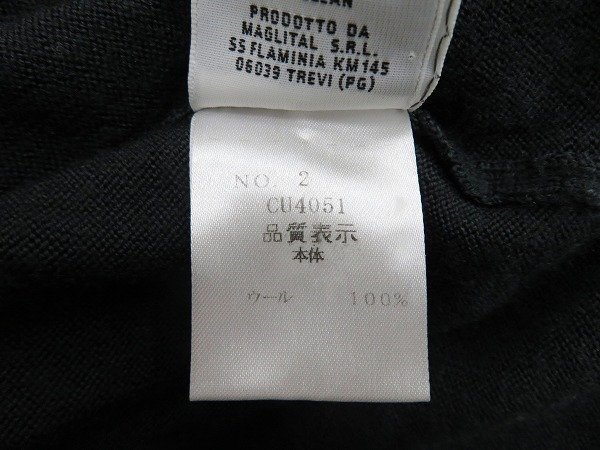 PRODOTTO DA
MAGLITAL S.R.L.
SS FLAMINIA KM 145
06039 TREVI (PG)
NO. 2
CU4051
品質表示
本体
ウール 100%